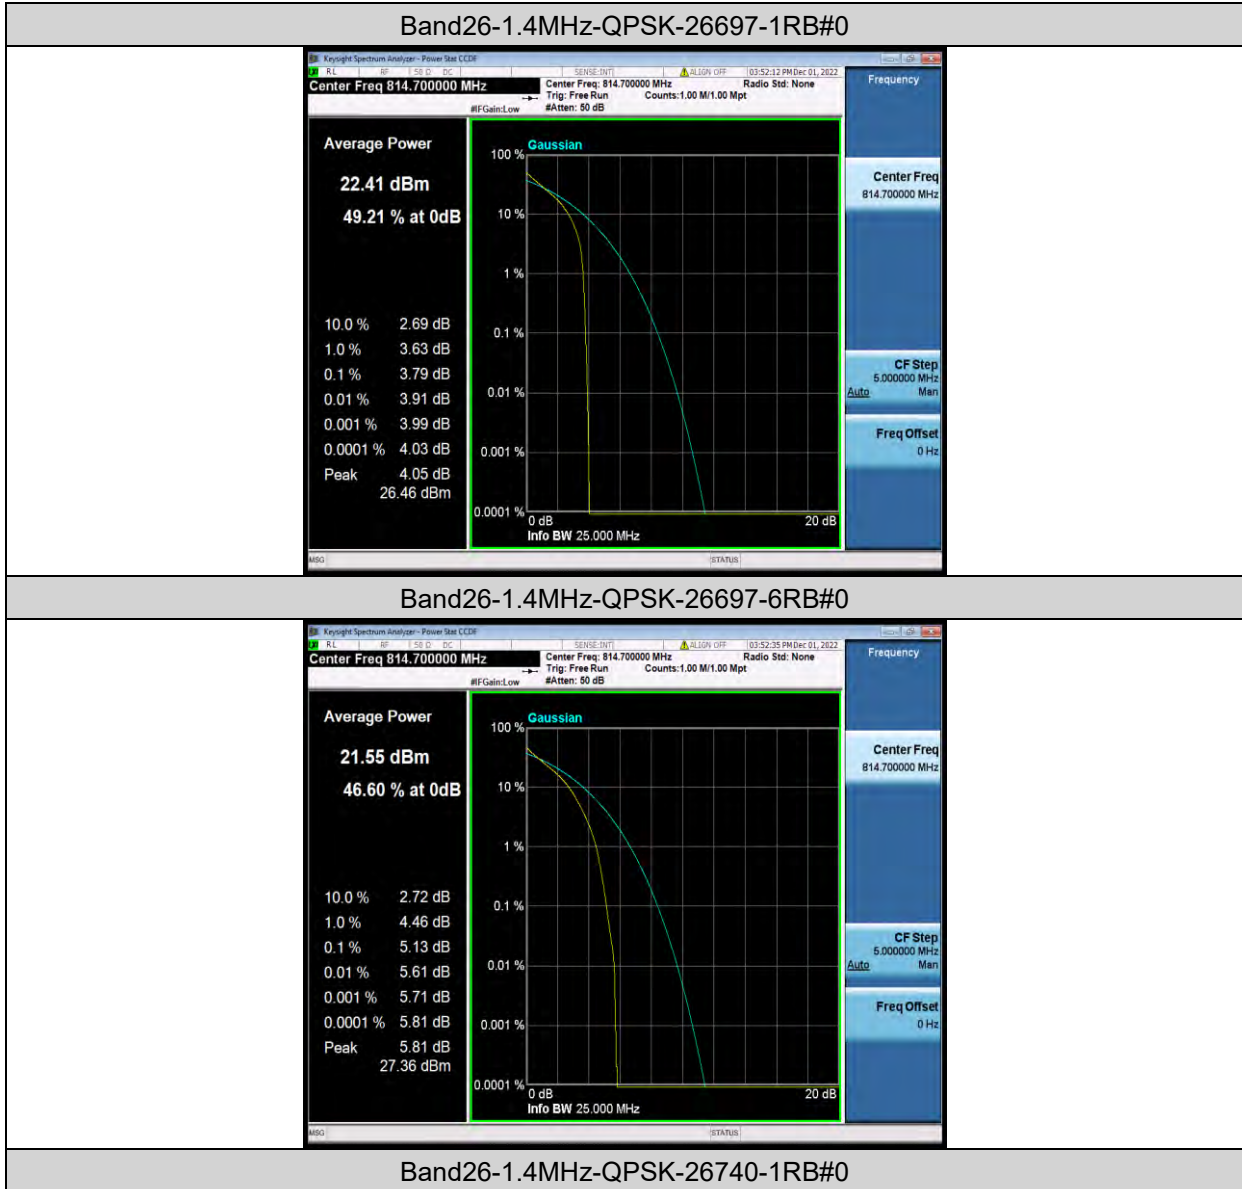 Band26-1.4MHz-QPSK-26697-1RB#0
Keysight Spectrum Analyzer - Power Stat CCDF
RL RF 50 Ω DC SENSE:INT ALIGN OFF 03:52:12 PM Dec 01, 2022
Center Freq 814.700000 MHz
Center Freq: 814.700000 MHz Radio Std: None
Trig: Free Run Counts:1.00 M/1.00 Mpt
#IFGain:Low #Atten: 50 dB
Frequency
Average Power
22.41 dBm
49.21 % at 0dB
10.0 % 2.69 dB
1.0 % 3.63 dB
0.1 % 3.79 dB
0.01 % 3.91 dB
0.001 % 3.99 dB
0.0001 % 4.03 dB
Peak 4.05 dB
26.46 dBm
Gaussian
100 %
10 %
1 %
0.1 %
0.01 %
0.001 %
0.0001 %
0 dB 20 dB
Info BW 25.000 MHz
Center Freq
814.700000 MHz
CF Step
5.000000 MHz
Auto Man
Freq Offset
0 Hz
MSG STATUS
Band26-1.4MHz-QPSK-26697-6RB#0
Keysight Spectrum Analyzer - Power Stat CCDF
RL RF 50 Ω DC SENSE:INT ALIGN OFF 03:52:35 PM Dec 01, 2022
Center Freq 814.700000 MHz
Center Freq: 814.700000 MHz Radio Std: None
Trig: Free Run Counts:1.00 M/1.00 Mpt
#IFGain:Low #Atten: 50 dB
Frequency
Average Power
21.55 dBm
46.60 % at 0dB
10.0 % 2.72 dB
1.0 % 4.46 dB
0.1 % 5.13 dB
0.01 % 5.61 dB
0.001 % 5.71 dB
0.0001 % 5.81 dB
Peak 5.81 dB
27.36 dBm
Gaussian
100 %
10 %
1 %
0.1 %
0.01 %
0.001 %
0.0001 %
0 dB 20 dB
Info BW 25.000 MHz
Center Freq
814.700000 MHz
CF Step
5.000000 MHz
Auto Man
Freq Offset
0 Hz
MSG STATUS
Band26-1.4MHz-QPSK-26740-1RB#0